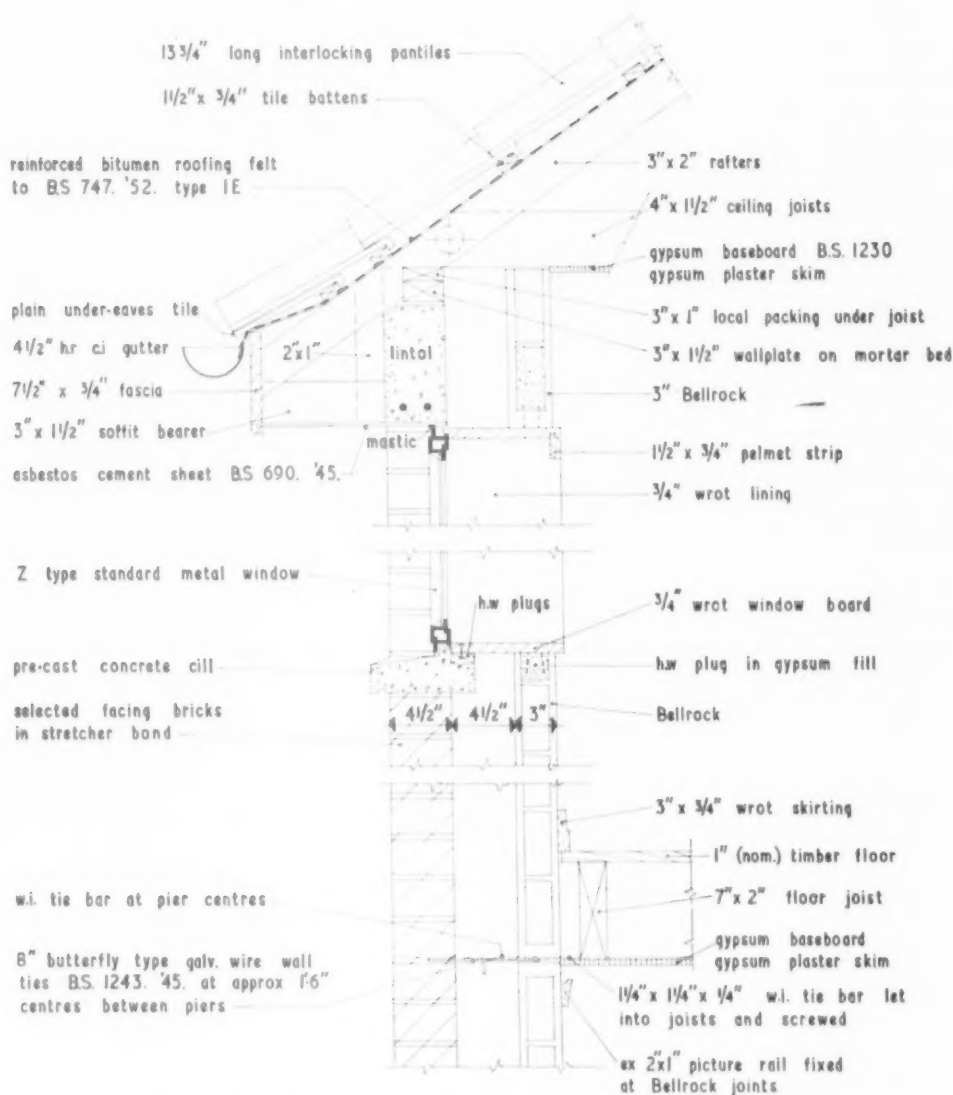 13 3/4" long interlocking pantiles
1 1/2" x 3/4" tile battens
reinforced bitumen roofing felt
to B.S 747. '52. type 1E
plain under-eaves tile
4 1/2" h.r c.i gutter
7 1/2" x 3/4" fascia
3" x 1 1/2" soffit bearer
asbestos cement sheet B.S 690. '45.
2"x1"
lintol
mastic
3" x 2" rafters
4" x 1 1/2" ceiling joists
gypsum baseboard B.S. 1230
gypsum plaster skim
3" x 1" local packing under joist
3" x 1 1/2" wallplate on mortar bed
3" Bellrock
1 1/2" x 3/4" pelmet strip
3/4" wrot lining
Z type standard metal window
h.w plugs
3/4" wrot window board
pre-cast concrete cill
h.w plug in gypsum fill
selected facing bricks
in stretcher bond
4 1/2" 4 1/2" 3"
Bellrock
3" x 3/4" wrot skirting
1" (nom.) timber floor
7" x 2" floor joist
w.i. tie bar at pier centres
gypsum baseboard
gypsum plaster skim
8" butterfly type galv. wire wall
ties B.S. 1243. '45. at approx 1'6"
centres between piers
1 1/4" x 1 1/4" x 1/4" w.i. tie bar let
into joists and screwed
ex 2"x1" picture rail fixed
at Bellrock joints